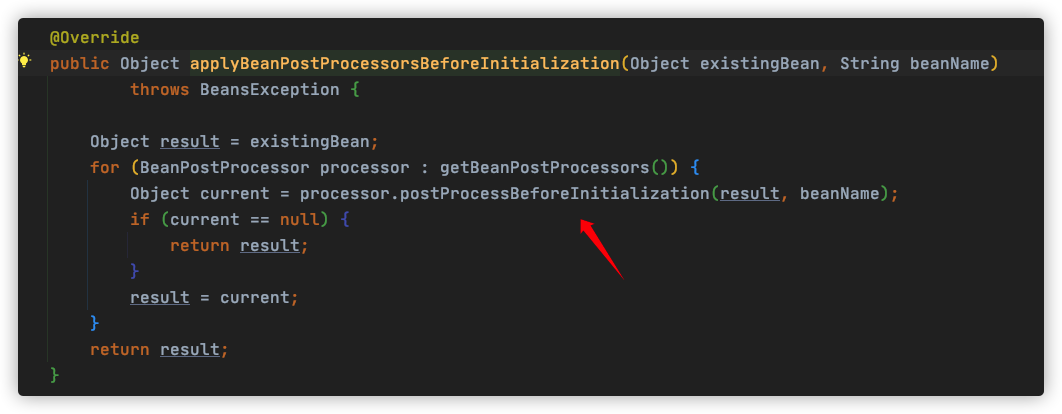 @Override
public Object applyBeanPostProcessorsBeforeInitialization(Object existingBean, String beanName)
        throws BeansException {

    Object result = existingBean;
    for (BeanPostProcessor processor : getBeanPostProcessors()) {
        Object current = processor.postProcessBeforeInitialization(result, beanName);
        if (current == null) {
            return result;
        }
        result = current;
    }
    return result;
}